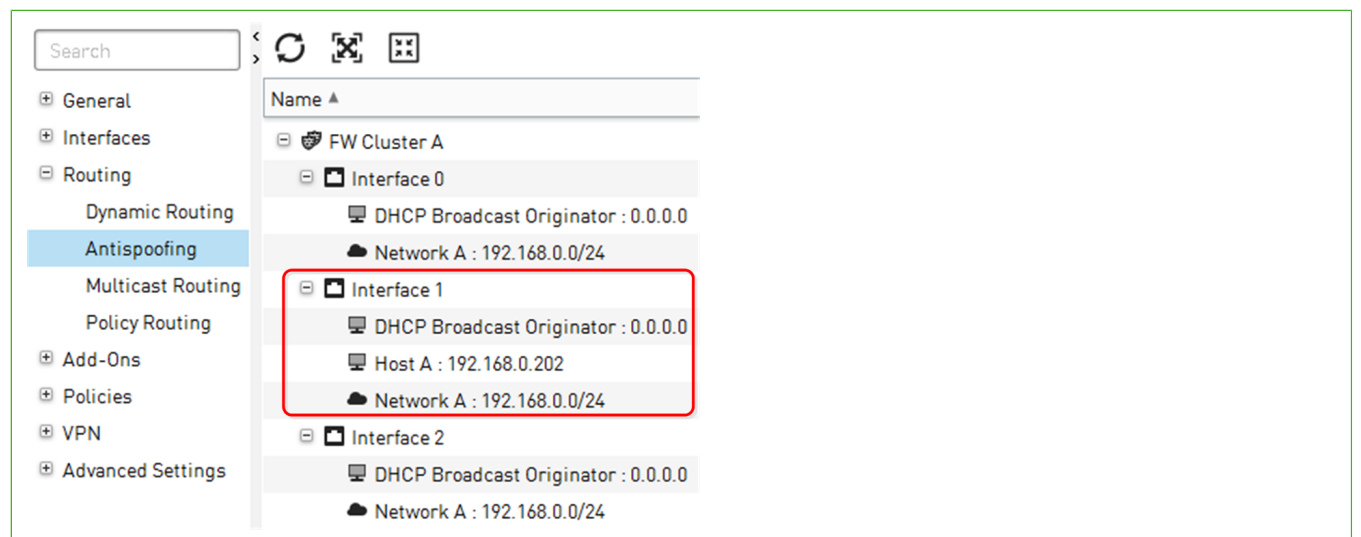 Search
General
Interfaces
Routing
Dynamic Routing
Antispoofing
Multicast Routing
Policy Routing
Add-Ons
Policies
VPN
Advanced Settings
Name
FW Cluster A
Interface 0
DHCP Broadcast Originator : 0.0.0.0
Network A : 192.168.0.0/24
Interface 1
DHCP Broadcast Originator : 0.0.0.0
Host A : 192.168.0.202
Network A : 192.168.0.0/24
Interface 2
DHCP Broadcast Originator : 0.0.0.0
Network A : 192.168.0.0/24